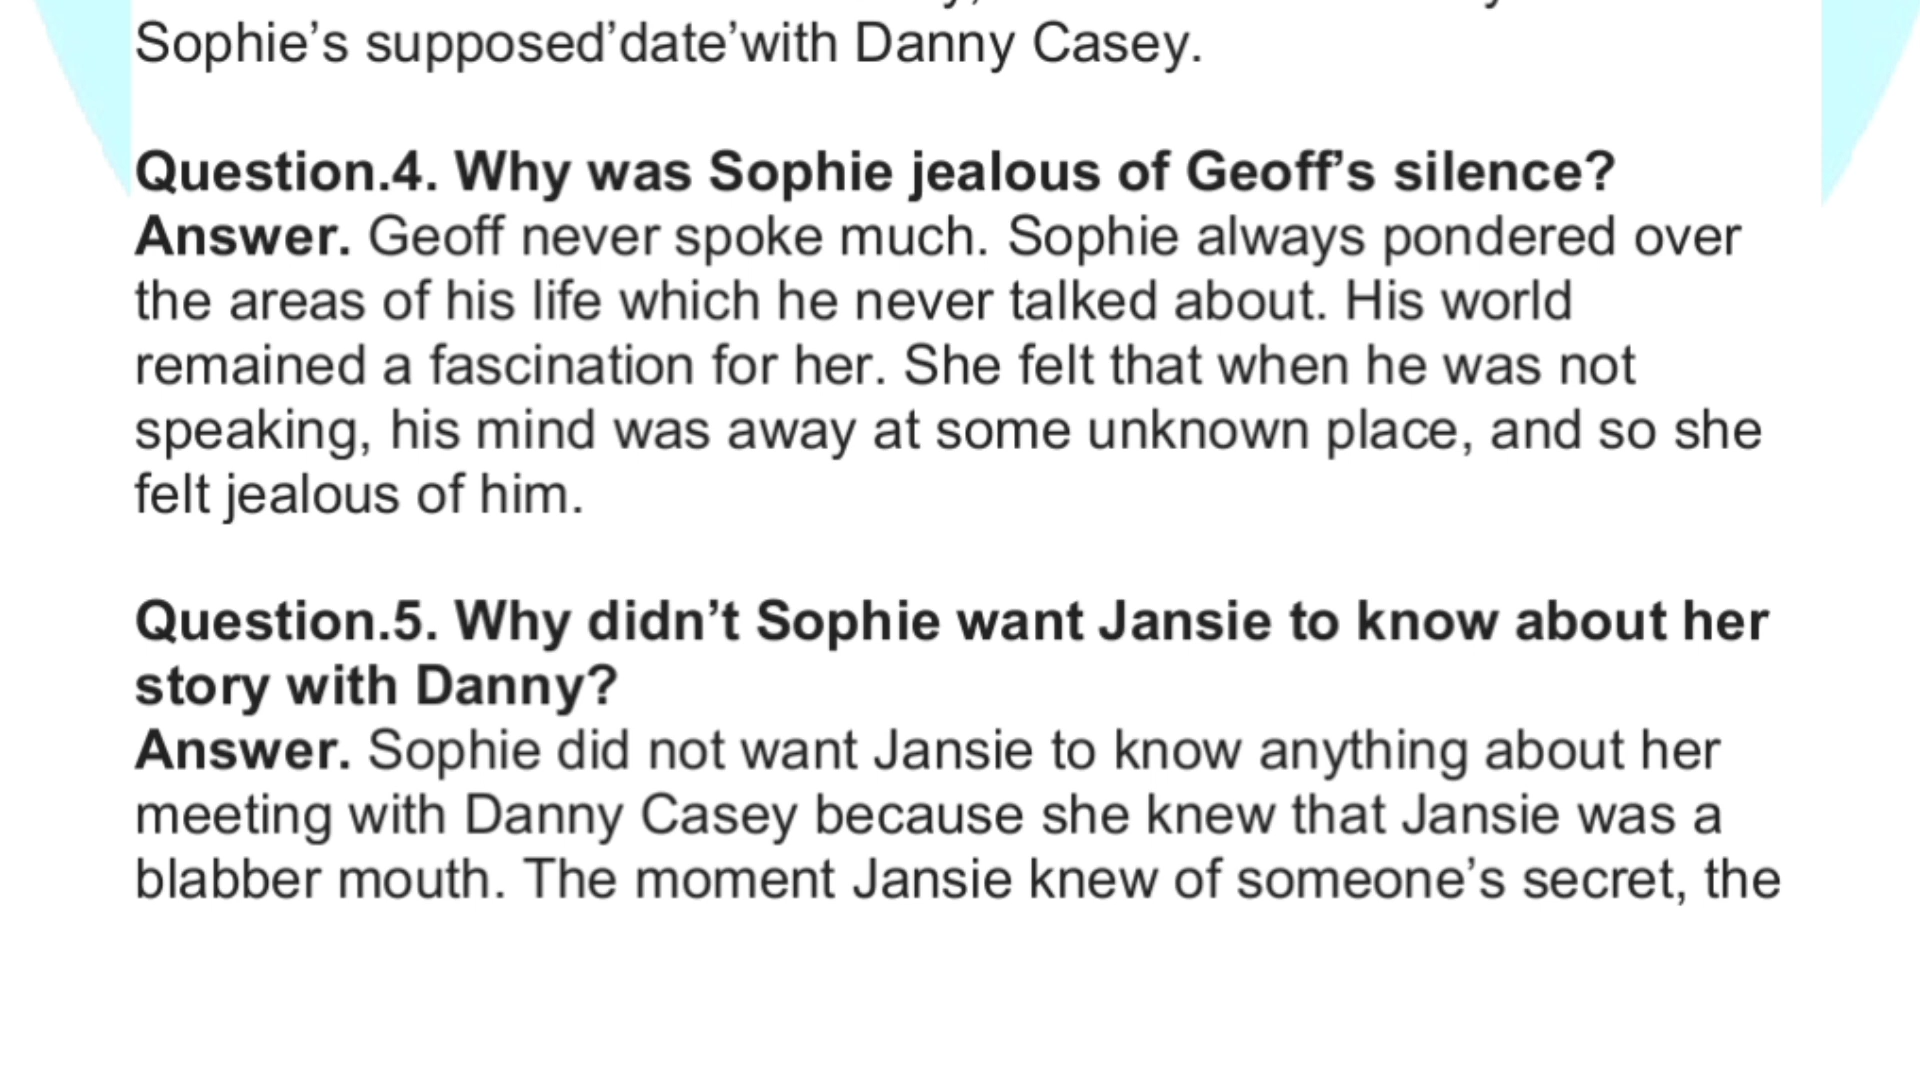 Sophie’s supposed’date’with Danny Casey.
Question.4. Why was Sophie jealous of Geoff’s silence?
Answer. Geoff never spoke much. Sophie always pondered over
the areas of his life which he never talked about. His world
remained a fascination for her. She felt that when he was not
speaking, his mind was away at some unknown place, and so she
felt jealous of him.
Question.5. Why didn’t Sophie want Jansie to know about her
story with Danny?
Answer. Sophie did not want Jansie to know anything about her
meeting with Danny Casey because she knew that Jansie was a
blabber mouth. The moment Jansie knew of someone’s secret, the